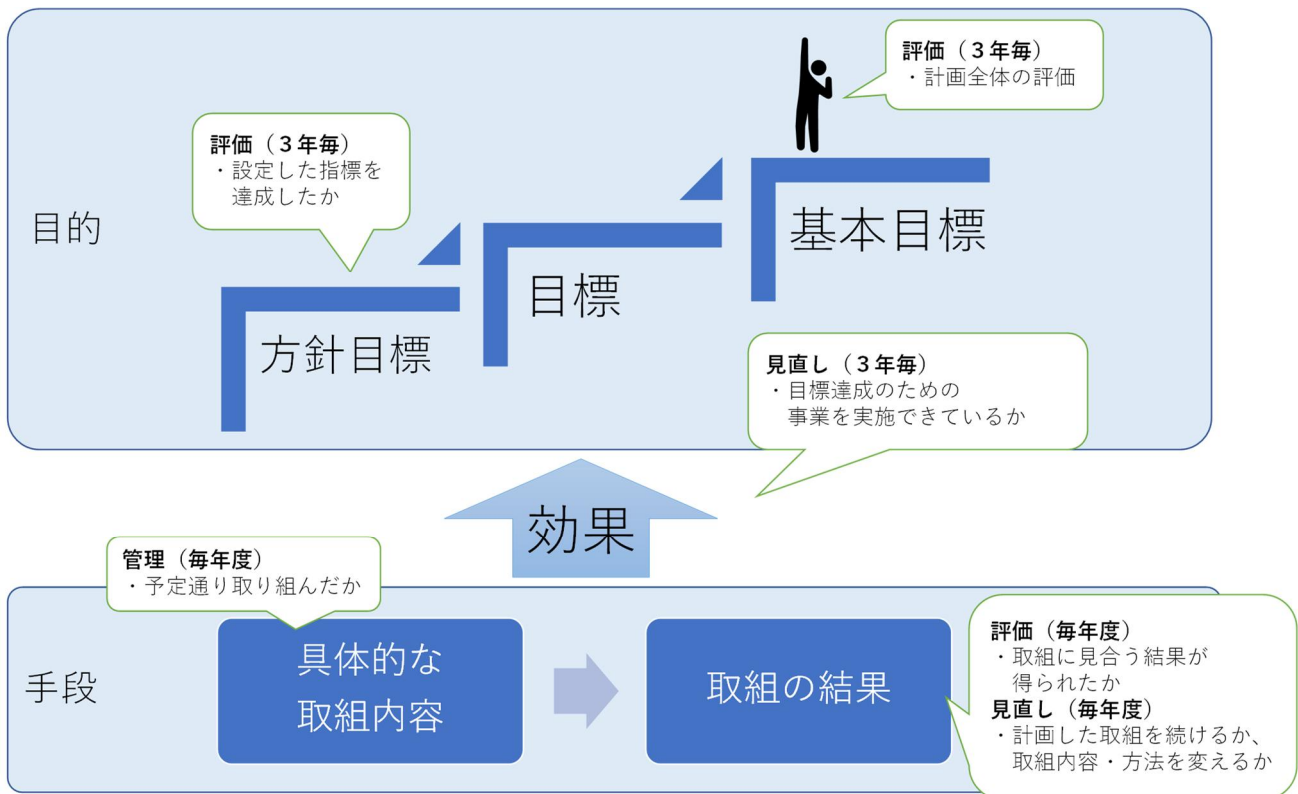 評価（３年毎）
・計画全体の評価
評価（３年毎）
・設定した指標を
達成したか
目的
基本目標
目標
方針目標
見直し（３年毎）
・目標達成のための
事業を実施できているか
効果
管理（毎年度）
・予定通り取り組んだか
手段
具体的な
取組内容
取組の結果
評価（毎年度）
・取組に見合う結果が
得られたか
見直し（毎年度）
・計画した取組を続けるか、
取組内容・方法を変えるか